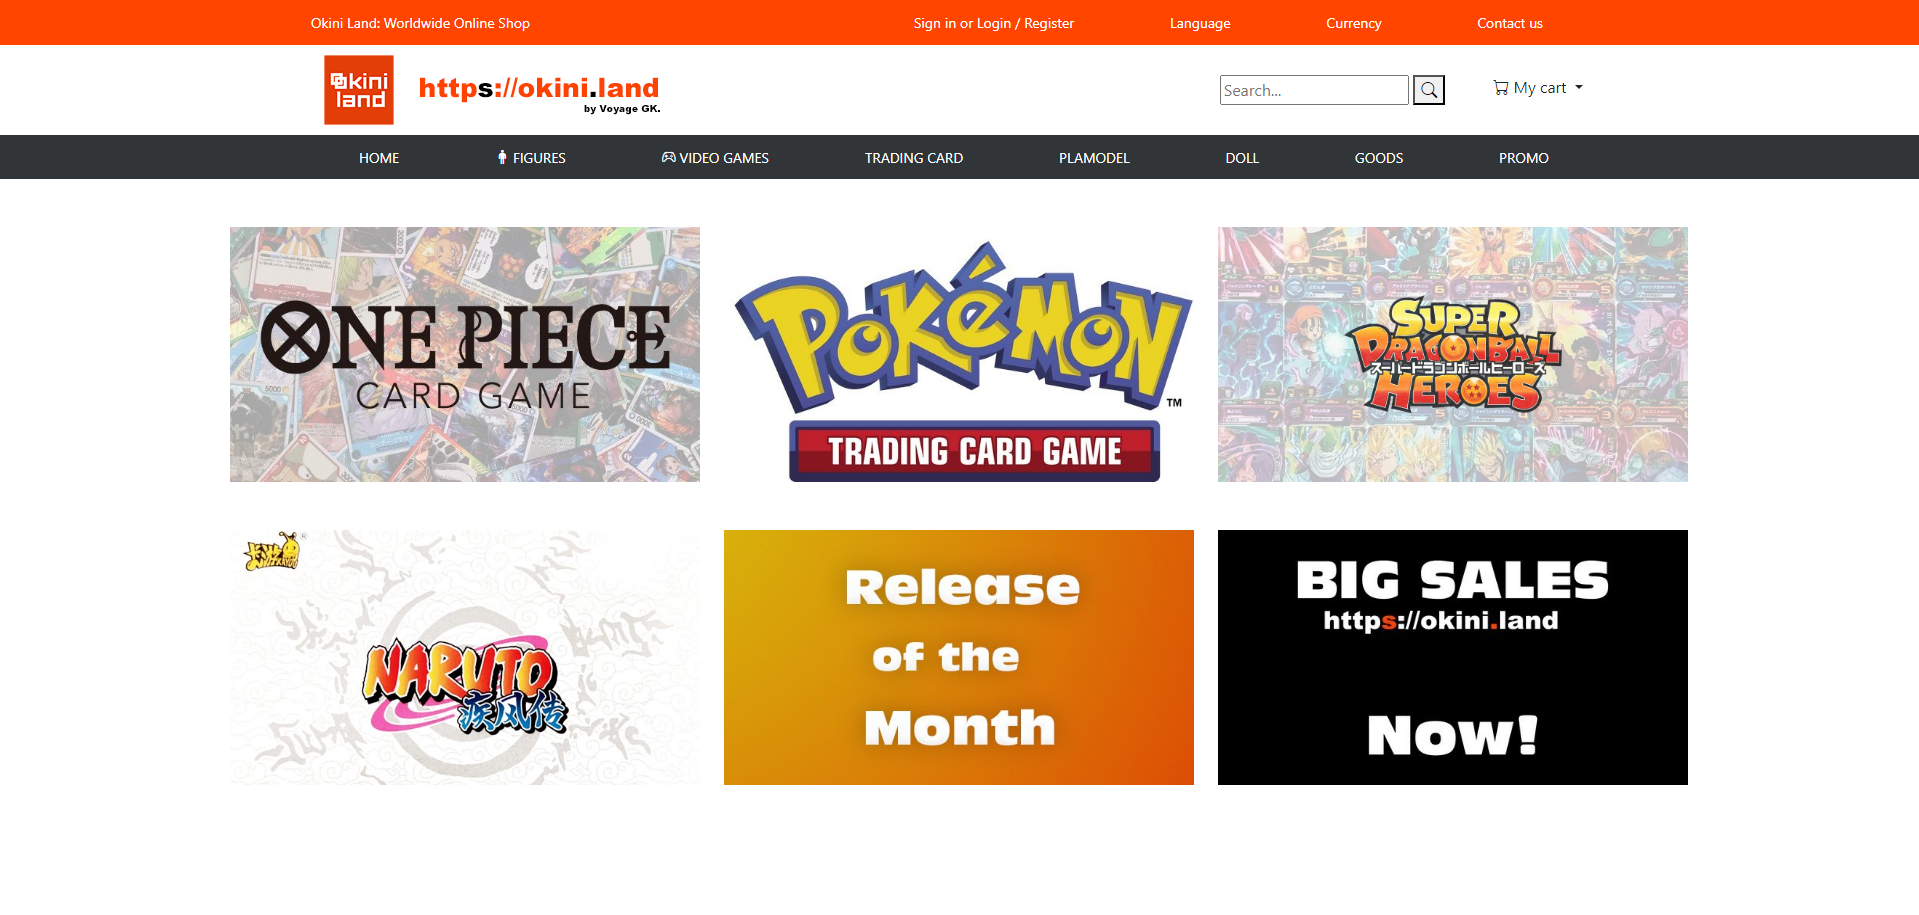 Okini Land: Worldwide Online Shop
Sign in or Login / Register
Language
Currency
Contact us
Okini
land
https://okini.land
by Voyage GK.
Search...
My cart
HOME
FIGURES
VIDEO GAMES
TRADING CARD
PLAMODEL
DOLL
GOODS
PROMO
ONE PIECE
CARD GAME
POKéMON
TM
TRADING CARD GAME
SUPER
DRAGONBALL
スーパードラゴンボールヒーローズ
HEROES
卡游
NARUTO
疾风传
Release
of the
Month
BIG SALES
https://okini.land
Now!